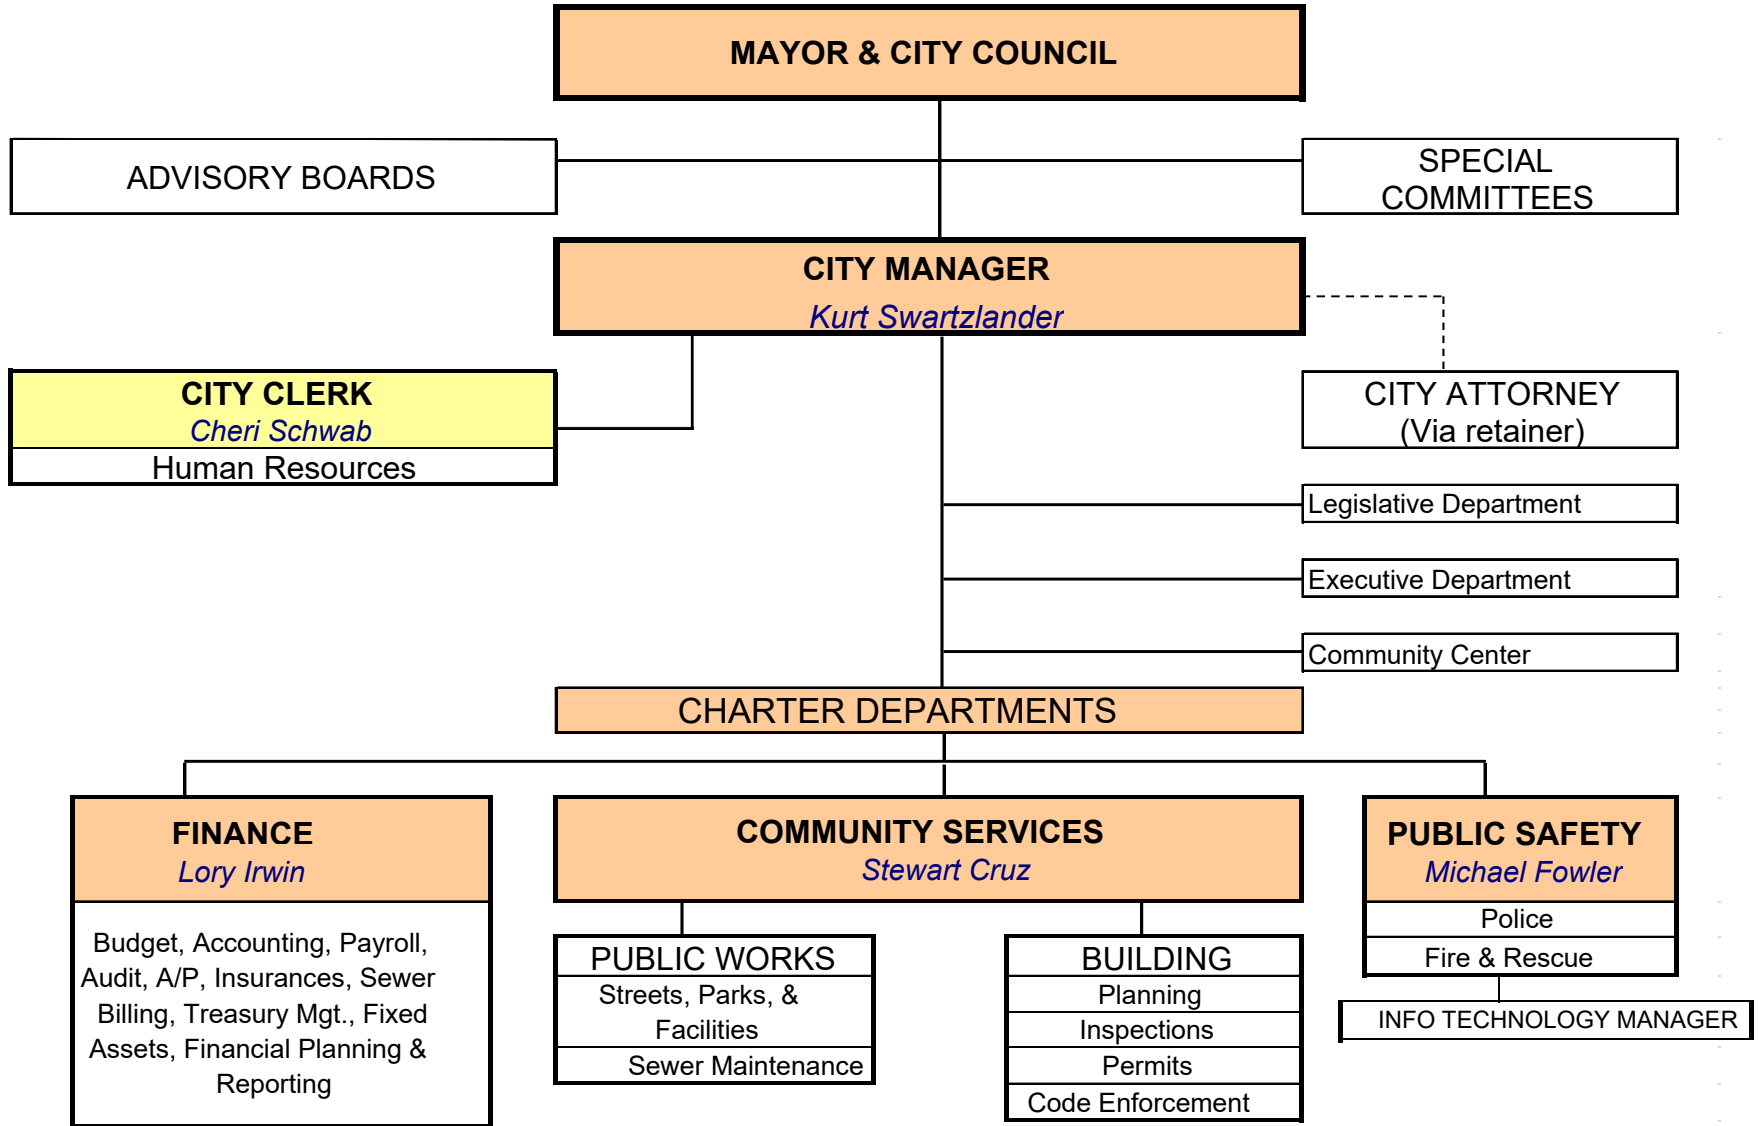 MAYOR & CITY COUNCIL
ADVISORY BOARDS
SPECIAL
COMMITTEES
CITY MANAGER
Kurt Swartzlander
CITY CLERK
Cheri Schwab
Human Resources
CITY ATTORNEY
(Via retainer)
Legislative Department
Executive Department
Community Center
CHARTER DEPARTMENTS
FINANCE
Lory Irwin
Budget, Accounting, Payroll,
Audit, A/P, Insurances, Sewer
Billing, Treasury Mgt., Fixed
Assets, Financial Planning &
Reporting
COMMUNITY SERVICES
Stewart Cruz
PUBLIC WORKS
Streets, Parks, &
Facilities
Sewer Maintenance
BUILDING
Planning
Inspections
Permits
Code Enforcement
PUBLIC SAFETY
Michael Fowler
Police
Fire & Rescue
INFO TECHNOLOGY MANAGER